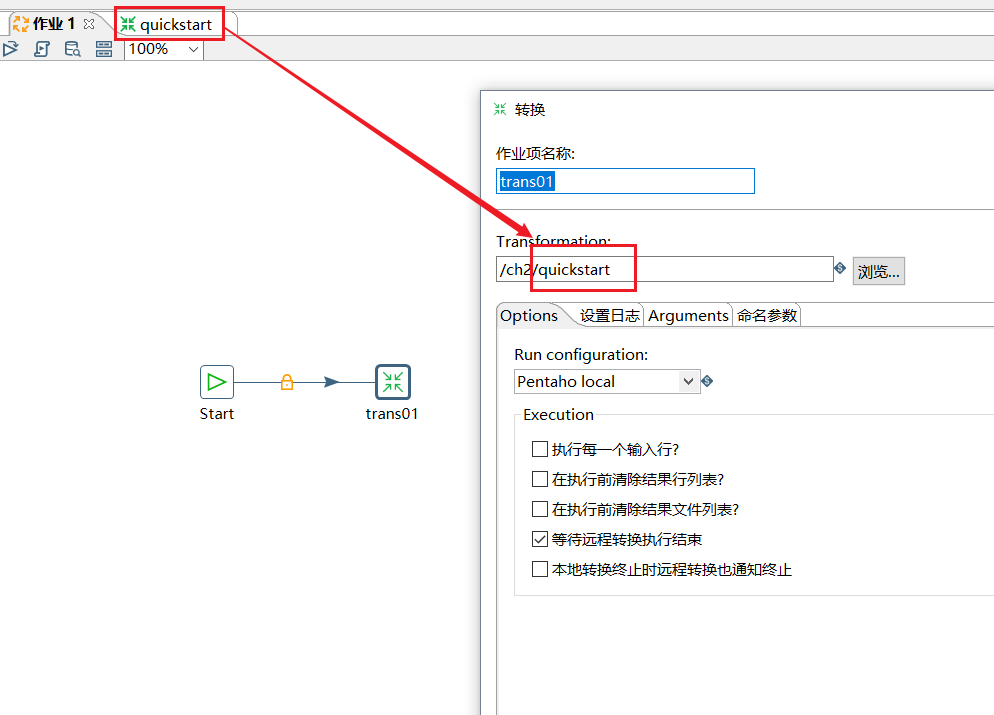 作业 1 quickstart
100%
转换
作业项名称:
trans01
Transformation:
/ch2/quickstart 浏览...
Options 设置日志 Arguments 命名参数
Run configuration:
Pentaho local
Start trans01
Execution
执行每一个输入行?
在执行前清除结果行列表?
在执行前清除结果文件列表?
等待远程转换执行结束
本地转换终止时远程转换也通知终止